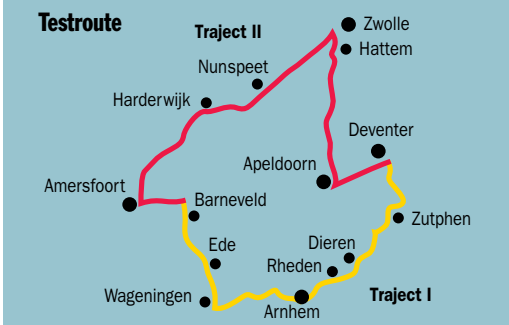 Testroute
Traject II
Zwolle
Hattem
Nunspeet
Harderwijk
Deventer
Apeldoorn
Amersfoort
Barneveld
Zutphen
Ede
Dieren
Rheden
Wageningen
Arnhem
Traject I